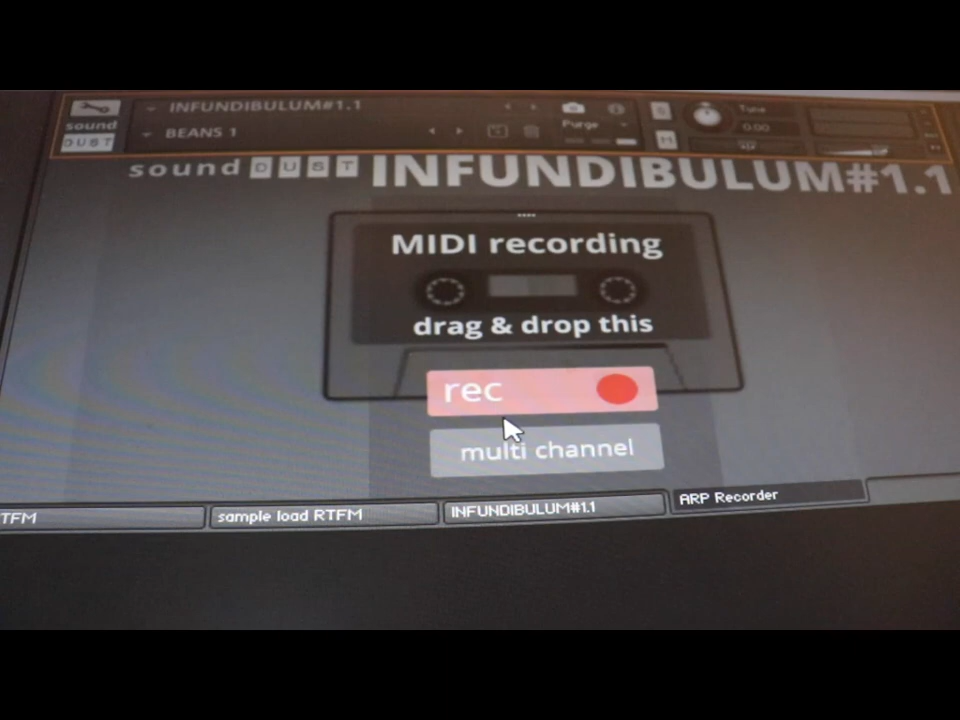 INFUNDIBULUM#1.1
sound
DUST
BEANS 1
Purge
S
M
Tune
0.00
sound DUST INFUNDIBULUM#1.1
MIDI recording
drag & drop this
rec
multi channel
TFM
sample load RTFM
INFUNDIBULUM#1.1
ARP Recorder